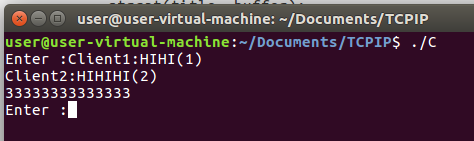 user@user-virtual-machine: ~/Documents/TCPIP
user@user-virtual-machine:~/Documents/TCPIP$ ./C
Enter :Client1:HIHI(1)
Client2:HIHIHI(2)
33333333333333
Enter :